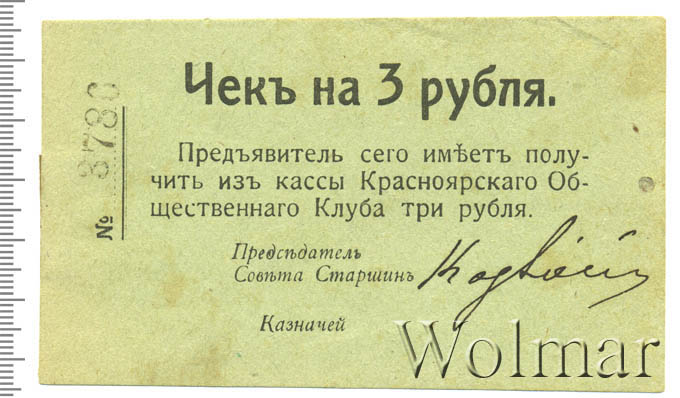 Чекъ на 3 рубля.
№ 3780
Предъявитель сего имѣетъ полу-
чить изъ кассы Красноярскаго Об-
щественнаго Клуба три рубля.
Предсѣдатель
Совѣта Старшинъ
Казначей
Wolmar